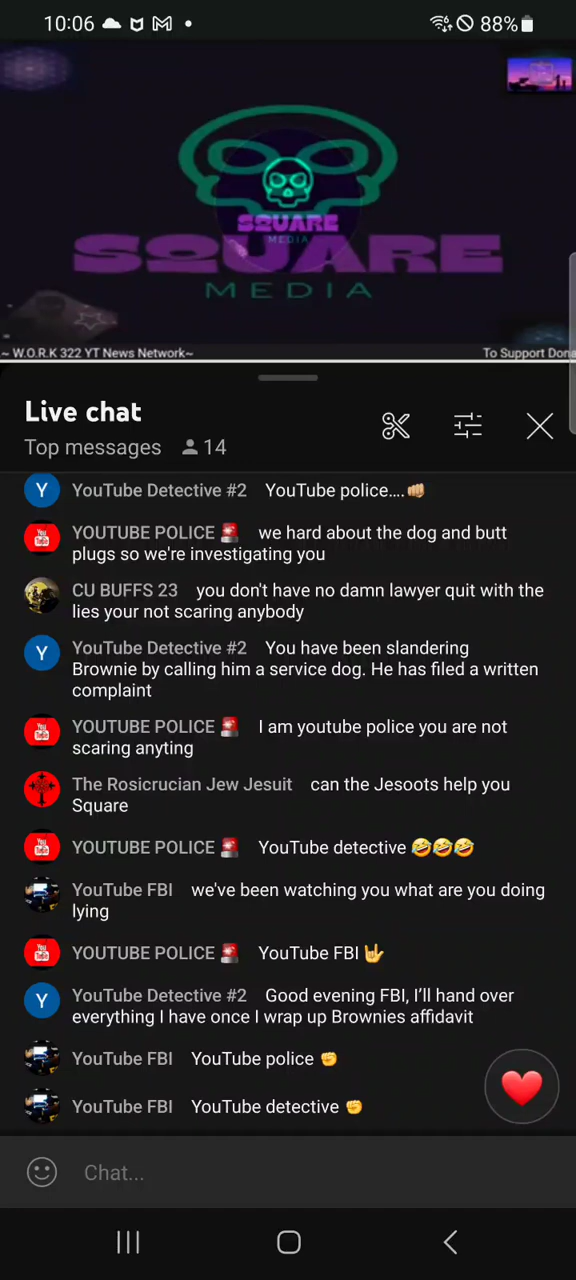 10:06
88%
SQUARE
MEDIA
SQUARE
MEDIA
~ W.O.R.K 322 YT News Network~ To Support Dona
Live chat
Top messages 14
Y YouTube Detective #2 YouTube police....👊🏼
YOUTUBE POLICE 🚨 we hard about the dog and butt
plugs so we're investigating you
CU BUFFS 23 you don't have no damn lawyer quit with the
lies your not scaring anybody
Y YouTube Detective #2 You have been slandering
Brownie by calling him a service dog. He has filed a written
complaint
YOUTUBE POLICE 🚨 I am youtube police you are not
scaring anyting
The Rosicrucian Jew Jesuit can the Jesoots help you
Square
YOUTUBE POLICE 🚨 YouTube detective 🤣🤣🤣
YouTube FBI we've been watching you what are you doing
lying
YOUTUBE POLICE 🚨 YouTube FBI 🤟
Y YouTube Detective #2 Good evening FBI, I’ll hand over
everything I have once I wrap up Brownies affidavit
YouTube FBI YouTube police ✊
YouTube FBI YouTube detective ✊
Chat...